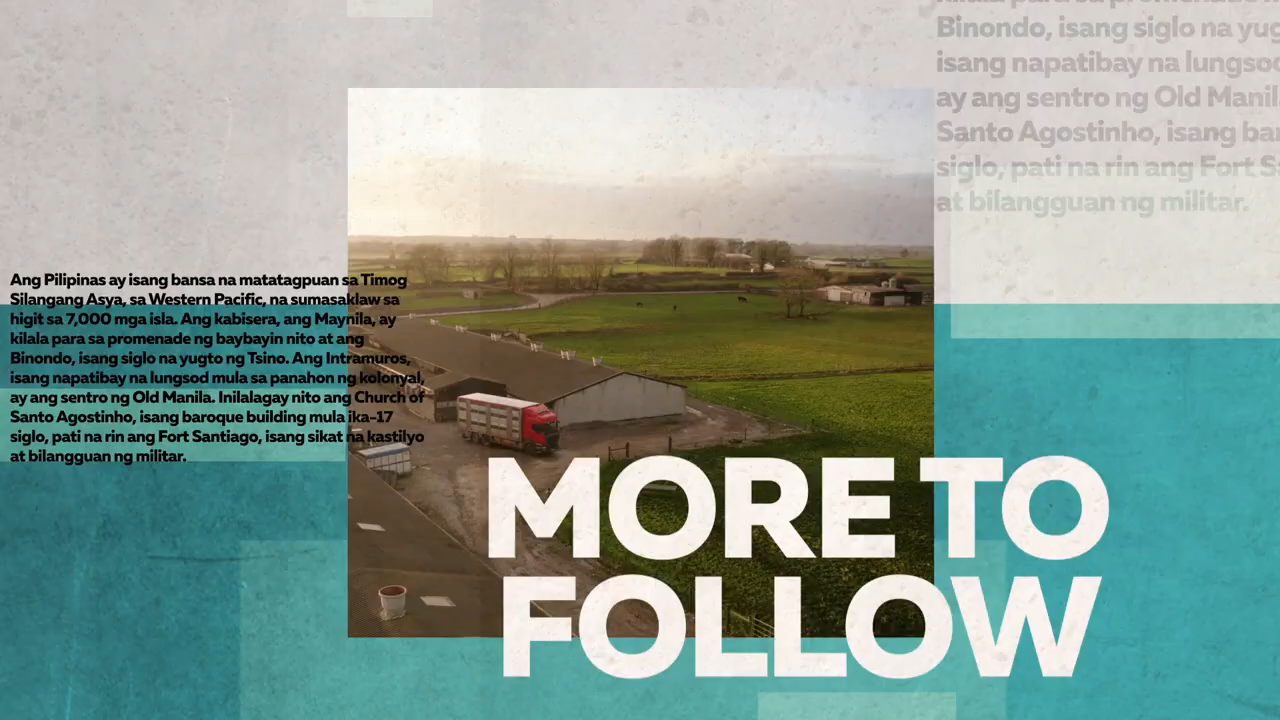 Binondo, isang siglo na yug
isang napatibay na lungsod
ay ang sentro ng Old Manil
Santo Agostinho, isang bar
siglo, pati na rin ang Fort Sa
at bilangguan ng militar.
Ang Pilipinas ay isang bansa na matatagpuan sa Timog
Silangang Asya, sa Western Pacific, na sumasaklaw sa
higit sa 7,000 mga isla. Ang kabisera, ang Maynila, ay
kilala para sa promenade ng baybayin nito at ang
Binondo, isang siglo na yugto ng Tsino. Ang Intramuros,
isang napatibay na lungsod mula sa panahon ng kolonyal,
ay ang sentro ng Old Manila. Inilalagay nito ang Church of
Santo Agostinho, isang baroque building mula ika-17
siglo, pati na rin ang Fort Santiago, isang sikat na kastilyo
at bilangguan ng militar.
MORE TO
FOLLOW